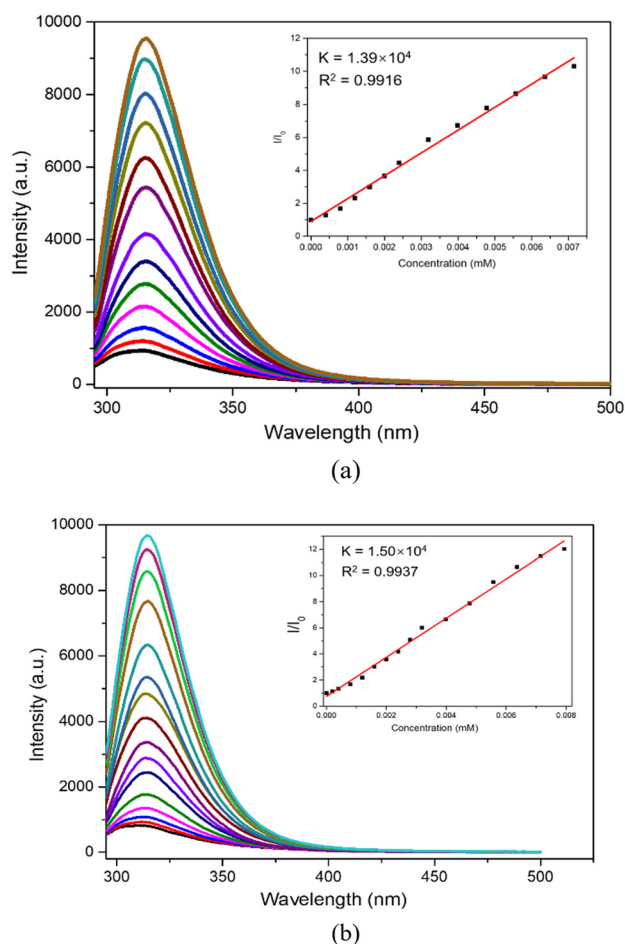 10000
8000
6000
4000
2000
0
Intensity (a.u.)
300 350 400 450 500
Wavelength (nm)
K = 1.39×10⁴
R² = 0.9916
12
10
8
6
4
2
0
I/I₀
0.000 0.001 0.002 0.003 0.004 0.005 0.006 0.007
Concentration (mM)
(a)
10000
8000
6000
4000
2000
0
Intensity (a.u.)
300 350 400 450 500
Wavelength (nm)
K = 1.50×10⁴
R² = 0.9937
12
10
8
6
4
2
0
I/I₀
0.000 0.002 0.004 0.006 0.008
Concentration (mM)
(b)